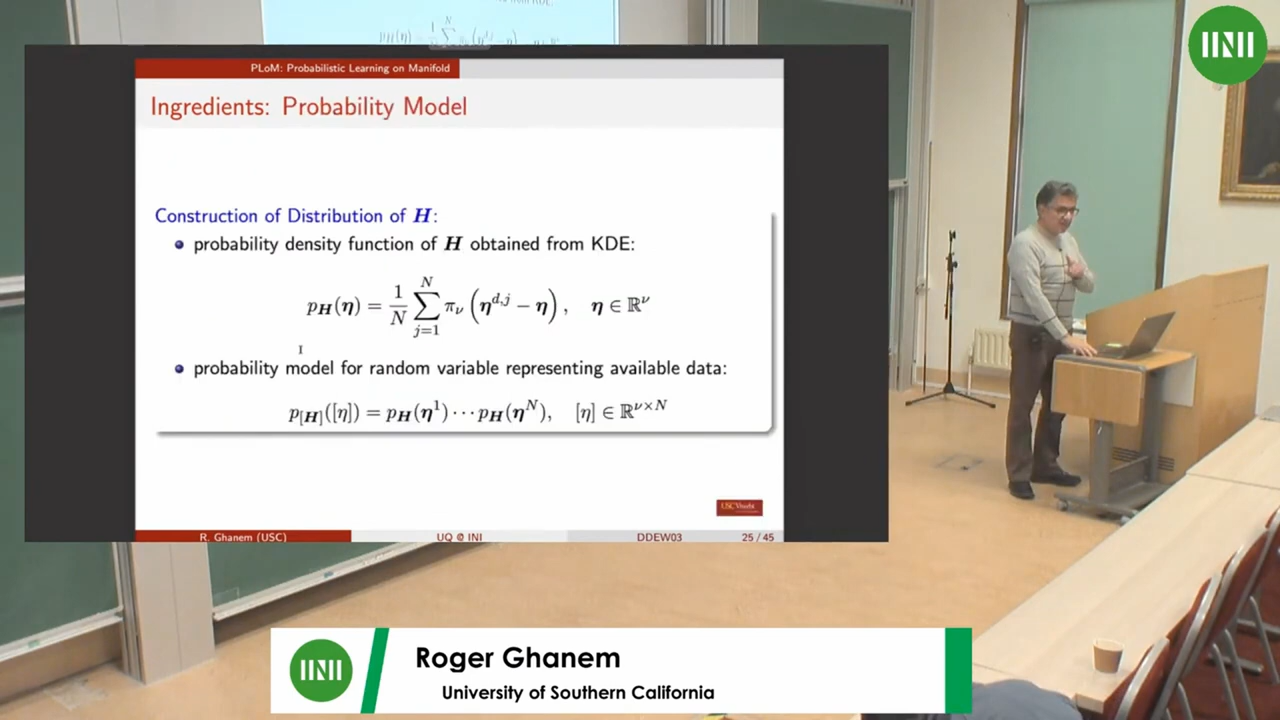 PLoM: Probabilistic Learning on Manifold
Ingredients: Probability Model
Construction of Distribution of H:
probability density function of H obtained from KDE:
p_H(η) = 1/N ∑_{j=1}^{N} π_ν (η^{d,j} − η), η ∈ ℝ^ν
probability model for random variable representing available data:
p_{[H]}([η]) = p_H(η^1) ··· p_H(η^N), [η] ∈ ℝ^{ν×N}
R. Ghanem (USC) UQ @ INI DDEW03 25 / 45
Roger Ghanem
University of Southern California